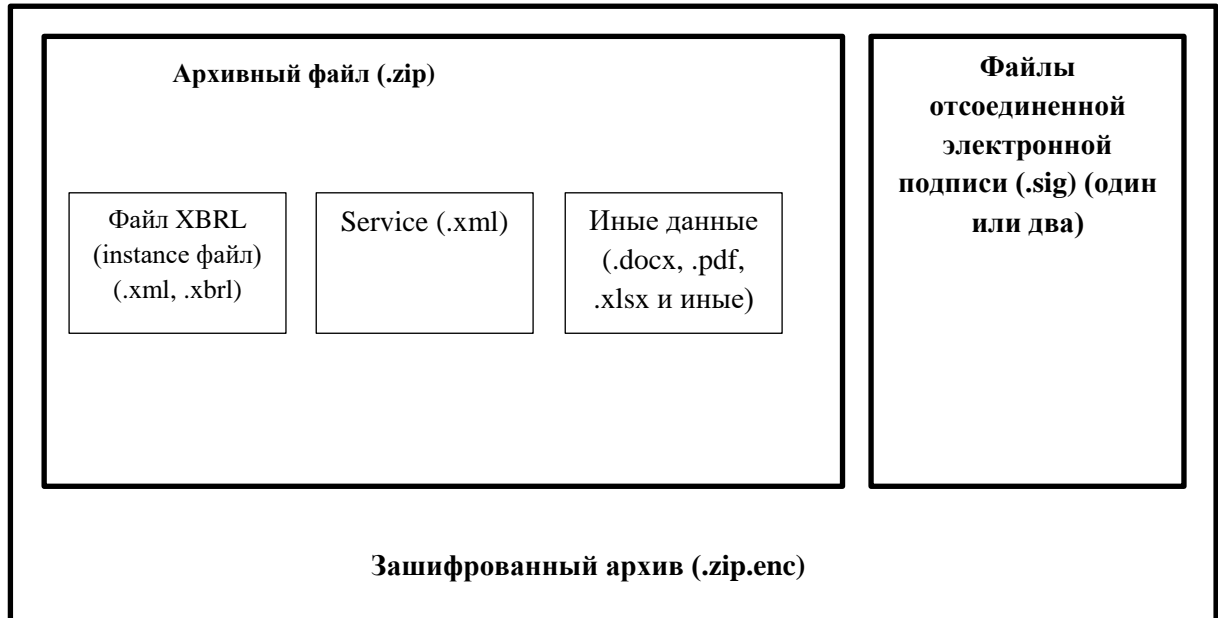 Архивный файл (.zip)
Файл XBRL
(instance файл)
(.xml, .xbrl)
Service (.xml)
Иные данные
(.docx, .pdf,
.xlsx и иные)
Файлы
отсоединенной
электронной
подписи (.sig) (один
или два)
Зашифрованный архив (.zip.enc)